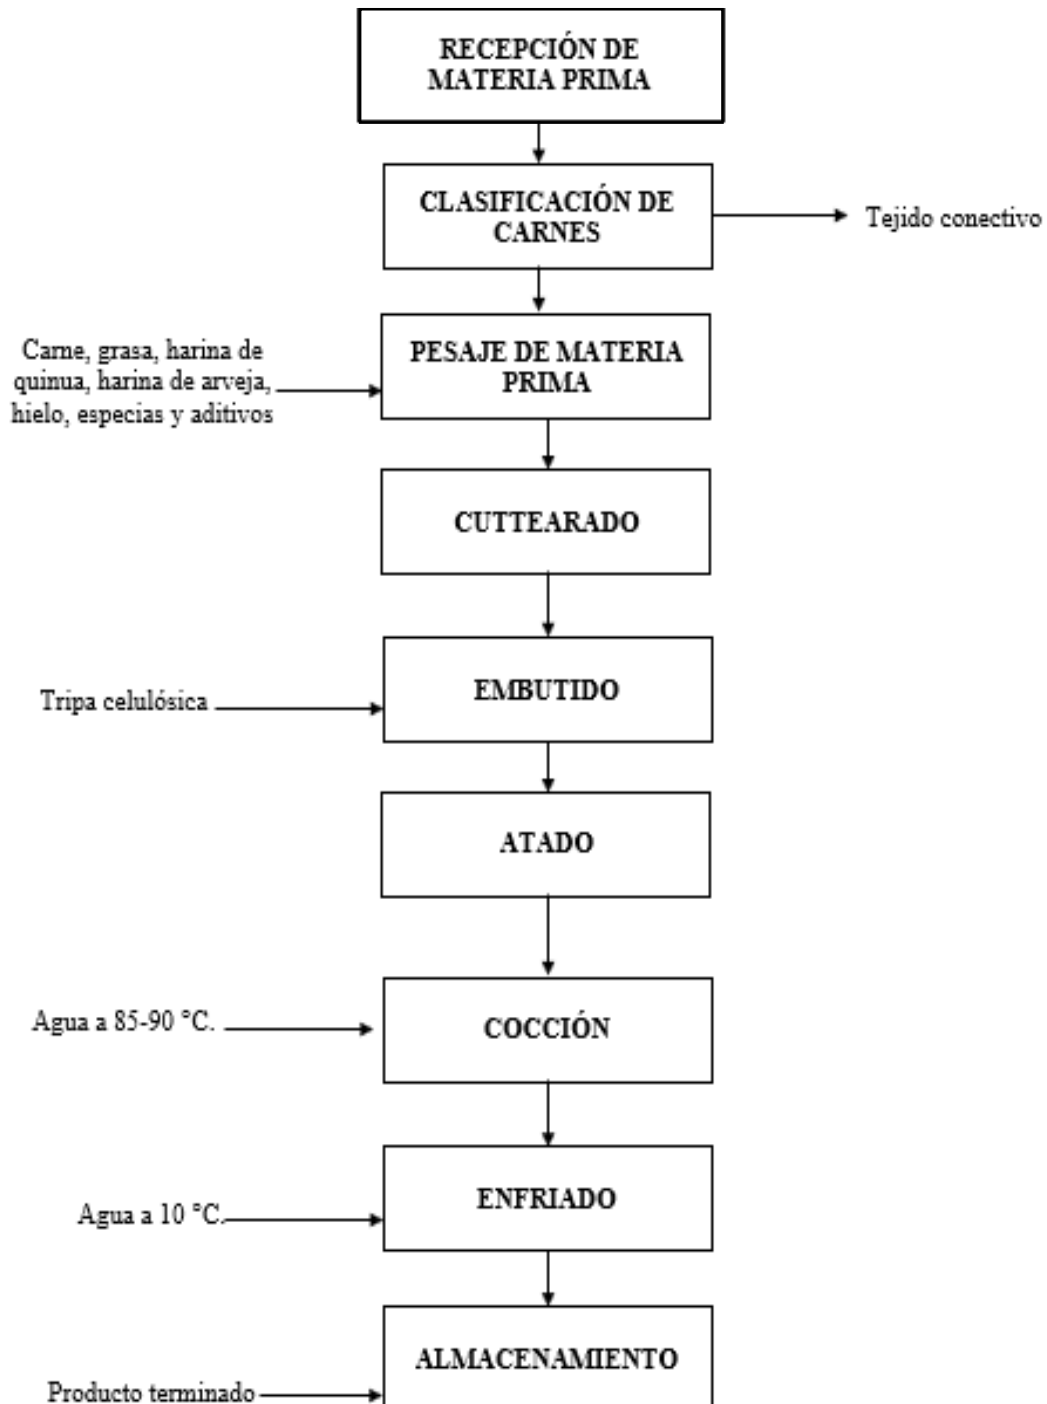 RECEPCIÓN DE
MATERIA PRIMA
CLASIFICACIÓN DE
CARNES
Tejido conectivo
Carne, grasa, harina de
quinua, harina de arveja,
hielo, especias y aditivos
PESAJE DE MATERIA
PRIMA
CUTTEARADO
Tripa celulósica
EMBUTIDO
ATADO
Agua a 85-90 °C.
COCCIÓN
Agua a 10 °C.
ENFRIADO
ALMACENAMIENTO
Producto terminado